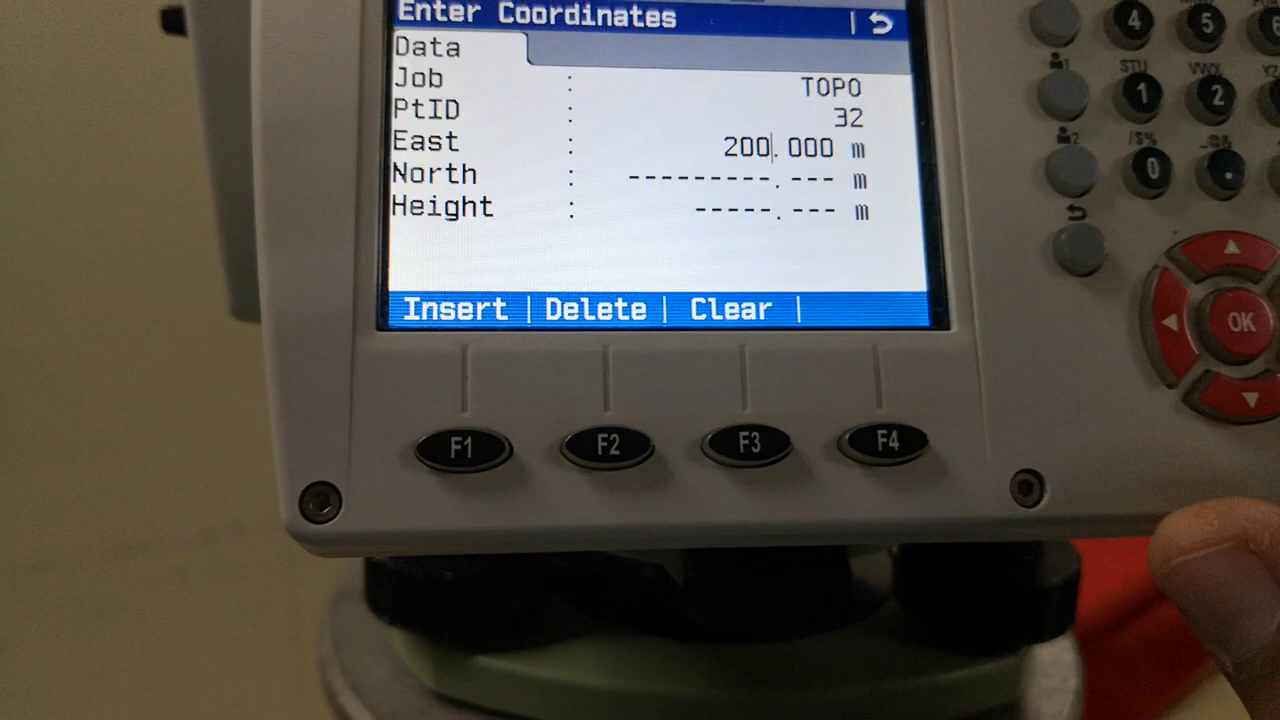 Enter Coordinates
Data
Job : TOPO
PtID : 32
East : 200.000 m
North : ---------.--- m
Height : -----.--- m
Insert | Delete | Clear |
F1 F2 F3 F4
4 5
STU
1 2
2
/$%
0 .
OK